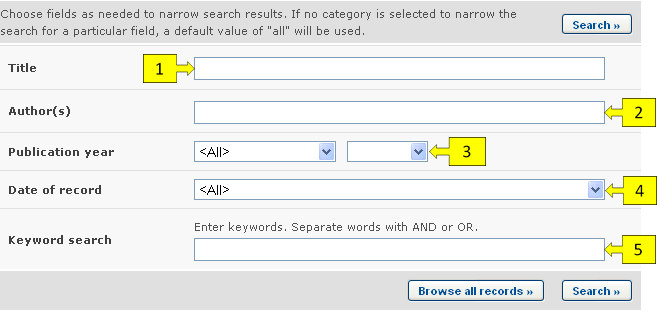 Choose fields as needed to narrow search results. If no category is selected to narrow the
search for a particular field, a default value of "all" will be used.
Search »
Title
1
Author(s)
2
Publication year
<All>
3
Date of record
<All>
4
Enter keywords. Separate words with AND or OR.
Keyword search
5
Browse all records »
Search »